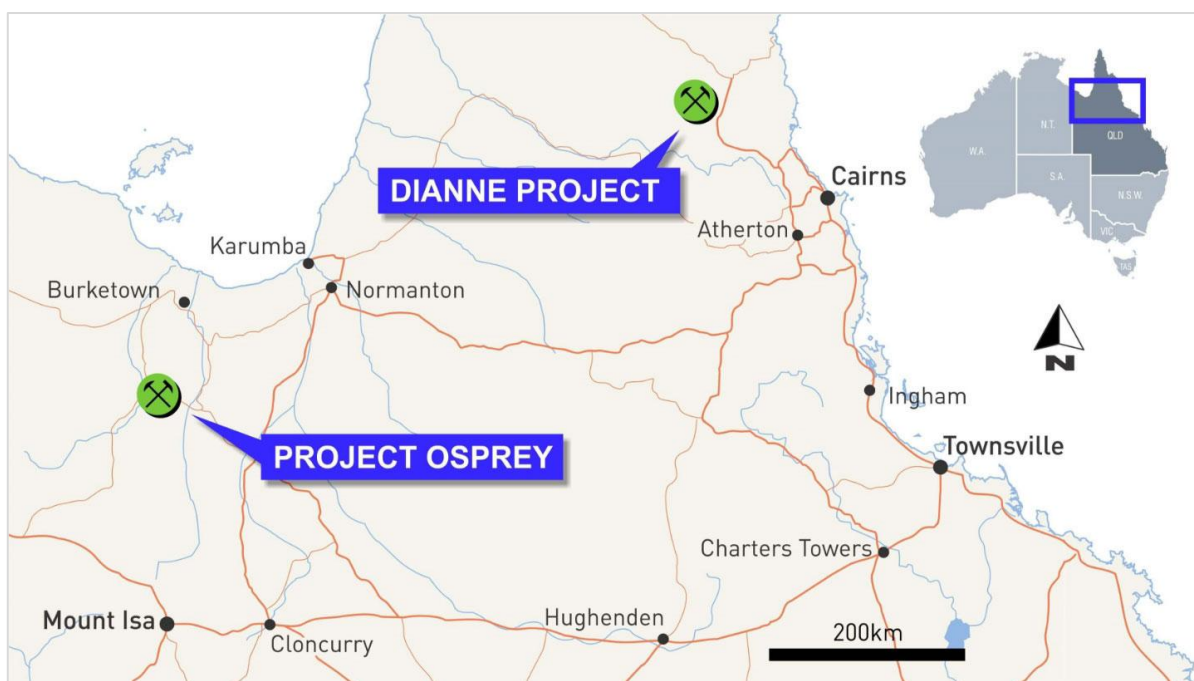 DIANNE PROJECT
Cairns
Atherton
Karumba
Burketown
Normanton
Ingham
PROJECT OSPREY
Townsville
Charters Towers
Mount Isa
Cloncurry
Hughenden
200km
N.T.
QLD
W.A.
S.A.
N.S.W.
VIC
TAS
N